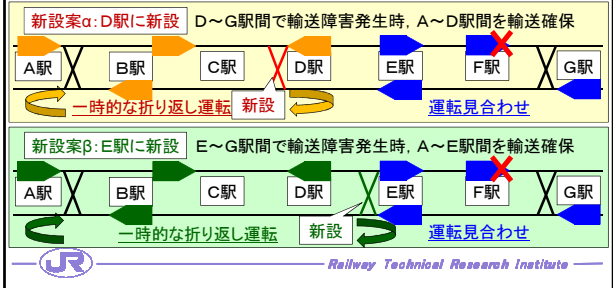 新設案α:D駅に新設 D～G駅間で輸送障害発生時, A～D駅間を輸送確保
A駅 B駅 C駅 D駅 E駅 F駅 G駅
一時的な折り返し運転 新設 運転見合わせ
新設案β:E駅に新設 E～G駅間で輸送障害発生時, A～E駅間を輸送確保
A駅 B駅 C駅 D駅 E駅 F駅 G駅
一時的な折り返し運転 新設 運転見合わせ
JR Railway Technical Research Institute